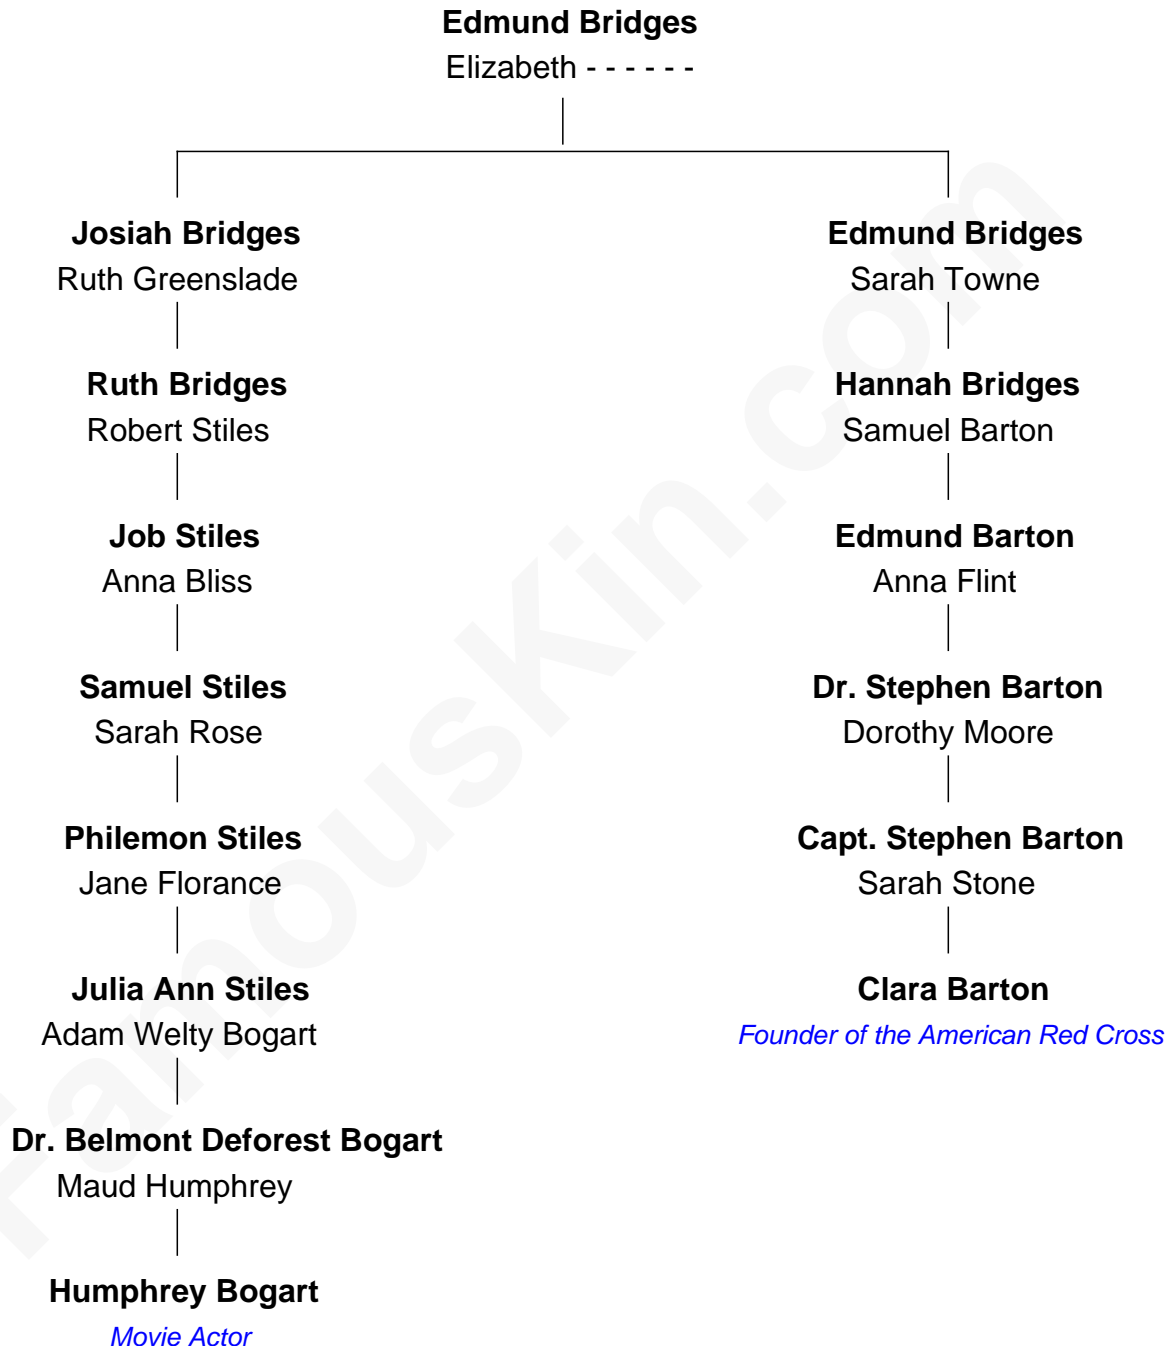 Edmund Bridges
Elizabeth - - - - - -
Josiah Bridges
Ruth Greenslade
Edmund Bridges
Sarah Towne
Ruth Bridges
Robert Stiles
Hannah Bridges
Samuel Barton
Job Stiles
Anna Bliss
Edmund Barton
Anna Flint
Samuel Stiles
Sarah Rose
Dr. Stephen Barton
Dorothy Moore
Philemon Stiles
Jane Florance
Capt. Stephen Barton
Sarah Stone
Julia Ann Stiles
Adam Welty Bogart
Clara Barton
Founder of the American Red Cross
Dr. Belmont Deforest Bogart
Maud Humphrey
Humphrey Bogart
Movie Actor
FamousKin.com